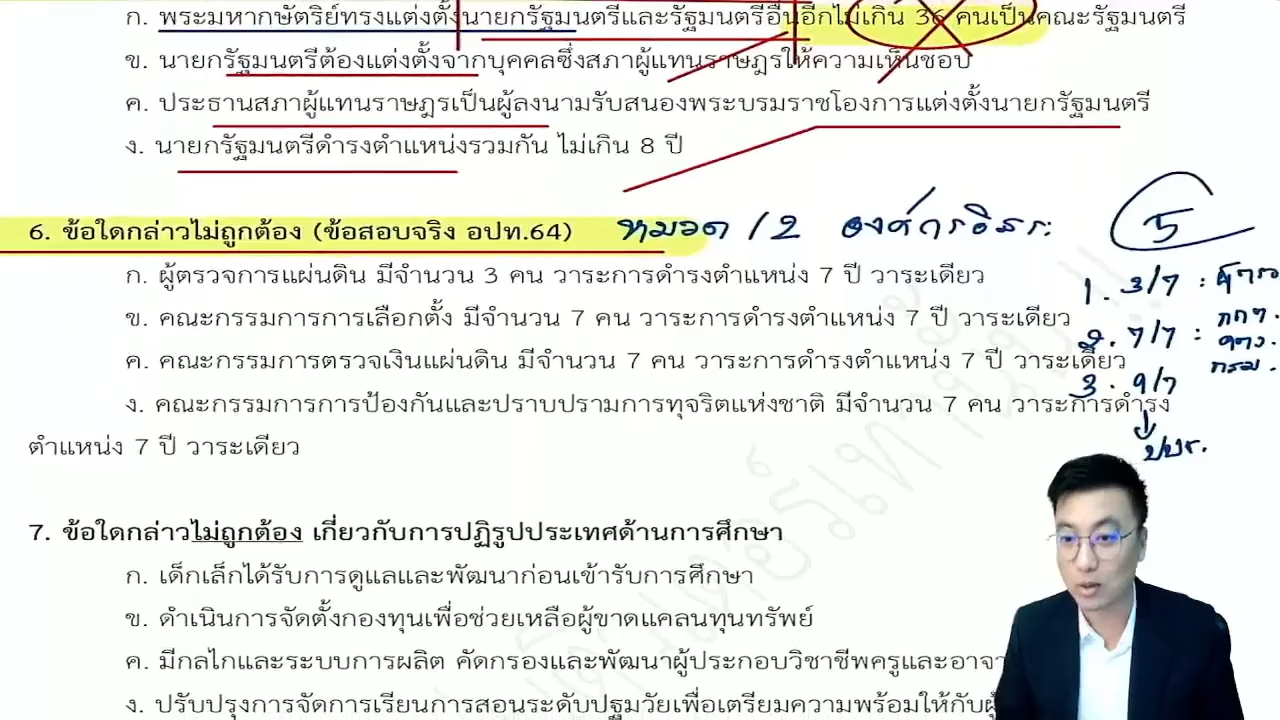 ก. พระมหากษัตริย์ทรงแต่งตั้งนายกรัฐมนตรีและรัฐมนตรีอื่นอีกไม่เกิน 36 คนเป็นคณะรัฐมนตรี
ข. นายกรัฐมนตรีต้องแต่งตั้งจากบุคคลซึ่งสภาผู้แทนราษฎรให้ความเห็นชอบ
ค. ประธานสภาผู้แทนราษฎรเป็นผู้ลงนามรับสนองพระบรมราชโองการแต่งตั้งนายกรัฐมนตรี
ง. นายกรัฐมนตรีดำรงตำแหน่งรวมกัน ไม่เกิน 8 ปี
6. ข้อใดกล่าวไม่ถูกต้อง (ข้อสอบจริง อปท.64) หมวด 12 องค์กรอิสระ 5
ก. ผู้ตรวจการแผ่นดิน มีจำนวน 3 คน วาระการดำรงตำแหน่ง 7 ปี วาระเดียว
1. 3/7 : ผู้ตรวจ
ข. คณะกรรมการการเลือกตั้ง มีจำนวน 7 คน วาระการดำรงตำแหน่ง 7 ปี วาระเดียว
2. 7/7 : กกต.
คตง.
กสม.
ค. คณะกรรมการตรวจเงินแผ่นดิน มีจำนวน 7 คน วาระการดำรงตำแหน่ง 7 ปี วาระเดียว
3. 9/7
ง. คณะกรรมการการป้องกันและปราบปรามการทุจริตแห่งชาติ มีจำนวน 7 คน วาระการดำรง
ตำแหน่ง 7 ปี วาระเดียว
ปปช.
7. ข้อใดกล่าวไม่ถูกต้อง เกี่ยวกับการปฏิรูปประเทศด้านการศึกษา
ก. เด็กเล็กได้รับการดูแลและพัฒนาก่อนเข้ารับการศึกษา
ข. ดำเนินการจัดตั้งกองทุนเพื่อช่วยเหลือผู้ขาดแคลนทุนทรัพย์
ค. มีกลไกและระบบการผลิต คัดกรองและพัฒนาผู้ประกอบวิชาชีพครูและอาจา
ง. ปรับปรุงการจัดการเรียนการสอนระดับปฐมวัยเพื่อเตรียมความพร้อมให้กับผู้